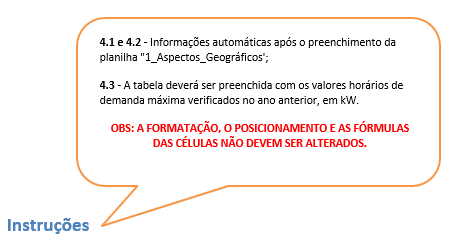 4.1 e 4.2 - Informações automáticas após o preenchimento da
planilha "1_Aspectos_Geográficos';
4.3 - A tabela deverá ser preenchida com os valores horários de
demanda máxima verificados no ano anterior, em kW.
OBS: A FORMATAÇÃO, O POSICIONAMENTO E AS FÓRMULAS
DAS CÉLULAS NÃO DEVEM SER ALTERADOS.
Instruções